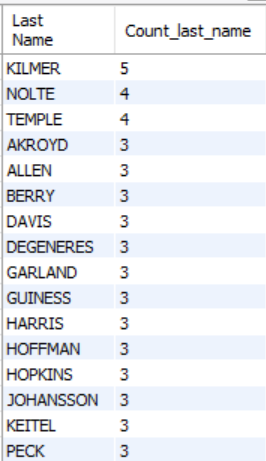 Last Name Count_last_name
KILMER 5
NOLTE 4
TEMPLE 4
AKROYD 3
ALLEN 3
BERRY 3
DAVIS 3
DEGENERES 3
GARLAND 3
GUINESS 3
HARRIS 3
HOFFMAN 3
HOPKINS 3
JOHANSSON 3
KEITEL 3
PECK 3